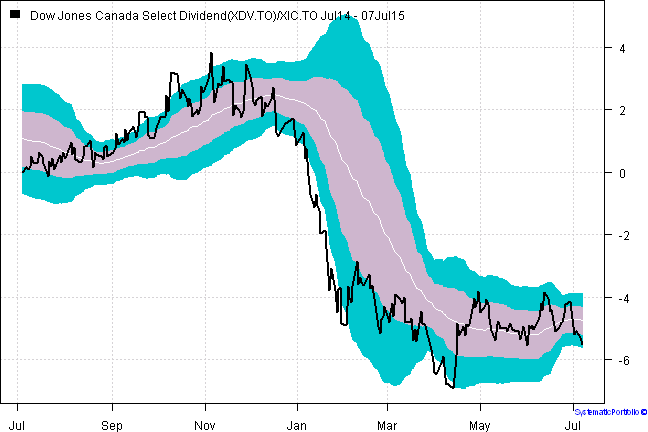 Dow Jones Canada Select Dividend(XDV.TO)/XIC.TO Jul14 - 07Jul15
4
2
0
-2
-4
-6
SystematicPortfolio ©
Jul Sep Nov Jan Mar May Jul